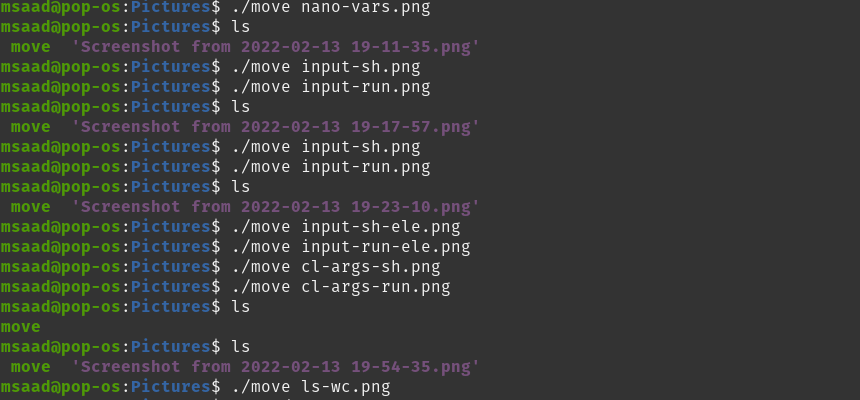 msaad@pop-os:Pictures$ ./move nano-vars.png
msaad@pop-os:Pictures$ ls
move  'Screenshot from 2022-02-13 19-11-35.png'
msaad@pop-os:Pictures$ ./move input-sh.png
msaad@pop-os:Pictures$ ./move input-run.png
msaad@pop-os:Pictures$ ls
move  'Screenshot from 2022-02-13 19-17-57.png'
msaad@pop-os:Pictures$ ./move input-sh.png
msaad@pop-os:Pictures$ ./move input-run.png
msaad@pop-os:Pictures$ ls
move  'Screenshot from 2022-02-13 19-23-10.png'
msaad@pop-os:Pictures$ ./move input-sh-ele.png
msaad@pop-os:Pictures$ ./move input-run-ele.png
msaad@pop-os:Pictures$ ./move cl-args-sh.png
msaad@pop-os:Pictures$ ./move cl-args-run.png
msaad@pop-os:Pictures$ ls
move
msaad@pop-os:Pictures$ ls
move  'Screenshot from 2022-02-13 19-54-35.png'
msaad@pop-os:Pictures$ ./move ls-wc.png